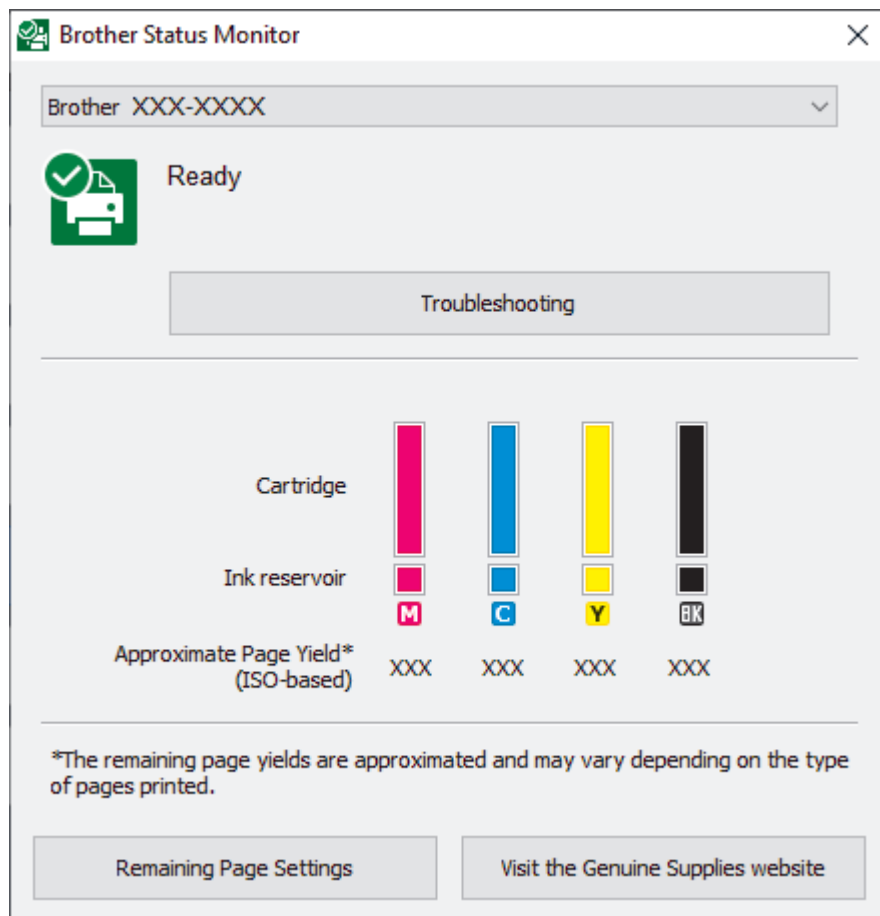 Brother Status Monitor
Brother XXX-XXXX
Ready
Troubleshooting
Cartridge
Ink reservoir
M C Y BK
Approximate Page Yield*
(ISO-based)
XXX XXX XXX XXX
*The remaining page yields are approximated and may vary depending on the type
of pages printed.
Remaining Page Settings
Visit the Genuine Supplies website